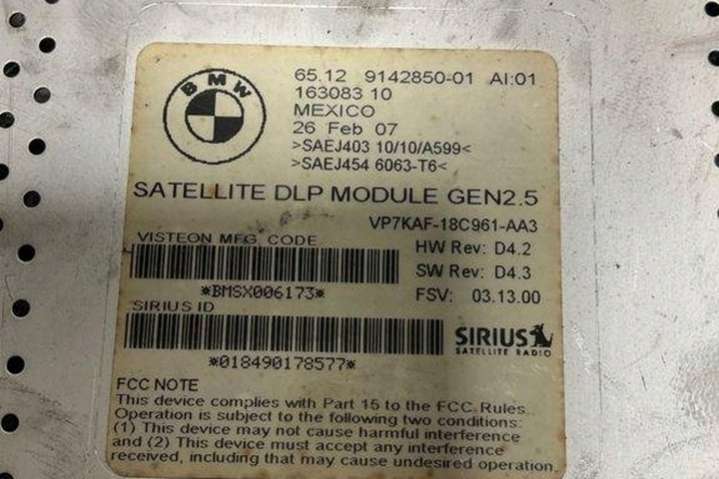 BMW
65.12 9142850-01 AI:01
163083 10
MEXICO
26 Feb 07
>SAEJ403 10/10/A599<
>SAEJ454 6063-T6<
SATELLITE DLP MODULE GEN2.5
VP7KAF-18C961-AA3
VISTEON MFG CODE
HW Rev: D4.2
SW Rev: D4.3
*BMSX006173*
FSV: 03.13.00
SIRIUS ID
SIRIUS
SATELLITE RADIO
*018490178577*
FCC NOTE
This device complies with Part 15 to the FCC Rules.
Operation is subject to the following two conditions:
(1) This device may not cause harmful interference
and (2) This device must accept any interference
received, including that may cause undesired operation.